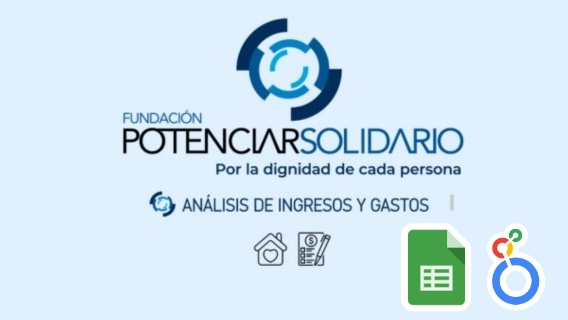 FUNDACIÓN
POTENCIARSOLIDARIO
Por la dignidad de cada persona
ANÁLISIS DE INGRESOS Y GASTOS
$